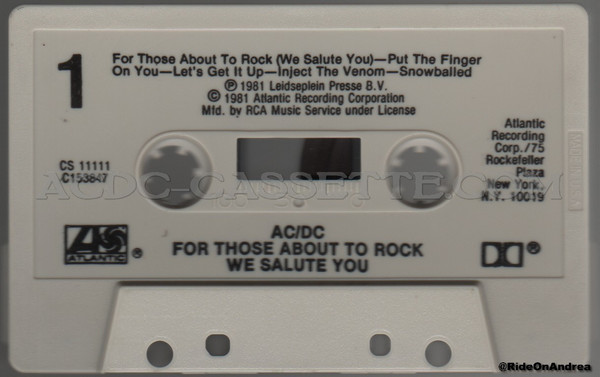 1
For Those About To Rock (We Salute You)—Put The Finger
On You—Let's Get It Up—Inject The Venom—Snowballed
Ⓟ 1981 Leidseplein Presse B.V.
© 1981 Atlantic Recording Corporation
Mfd. by RCA Music Service under License
CS 11111
C153847
Atlantic
Recording
Corp./75
Rockefeller
Plaza
New York,
N.Y. 10019
ACDC-CASSETTE.COM
ATLANTIC ®
AC/DC
FOR THOSE ABOUT TO ROCK
WE SALUTE YOU
®
@RideOnAndrea